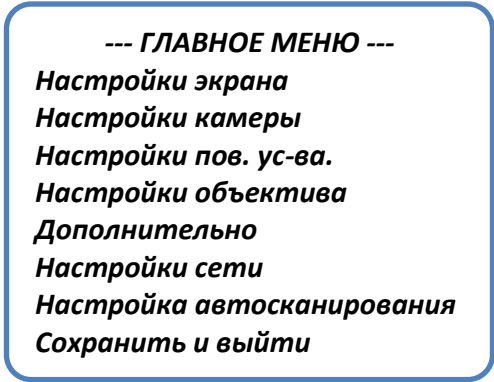 --- ГЛАВНОЕ МЕНЮ ---
Настройки экрана
Настройки камеры
Настройки пов. ус-ва.
Настройки объектива
Дополнительно
Настройки сети
Настройка автосканирования
Сохранить и выйти